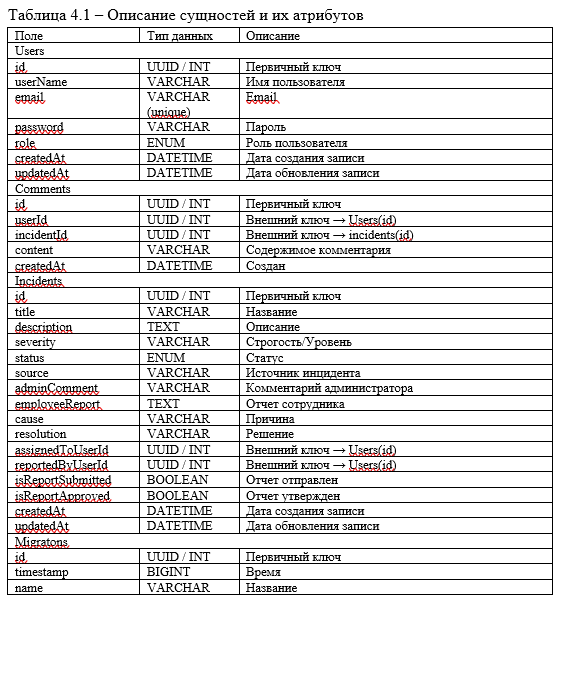 Таблица 4.1 – Описание сущностей и их атрибутов
Поле Тип данных Описание
Users
id UUID / INT Первичный ключ
userName VARCHAR Имя пользователя
email VARCHAR Email
(unique)
password VARCHAR Пароль
role ENUM Роль пользователя
createdAt DATETIME Дата создания записи
updatedAt DATETIME Дата обновления записи
Comments
id UUID / INT Первичный ключ
userId UUID / INT Внешний ключ → Users(id)
incidentId UUID / INT Внешний ключ → incidents(id)
content VARCHAR Содержимое комментария
createdAt DATETIME Создан
Incidents
id UUID / INT Первичный ключ
title VARCHAR Название
description TEXT Описание
severity VARCHAR Строгость/Уровень
status ENUM Статус
source VARCHAR Источник инцидента
adminComment VARCHAR Комментарий администратора
employeeReport TEXT Отчет сотрудника
cause VARCHAR Причина
resolution VARCHAR Решение
assignedToUserId UUID / INT Внешний ключ → Users(id)
reportedByUserId UUID / INT Внешний ключ → Users(id)
isReportSubmitted BOOLEAN Отчет отправлен
isReportApproved BOOLEAN Отчет утвержден
createdAt DATETIME Дата создания записи
updatedAt DATETIME Дата обновления записи
Migratons
id UUID / INT Первичный ключ
timestamp BIGINT Время
name VARCHAR Название